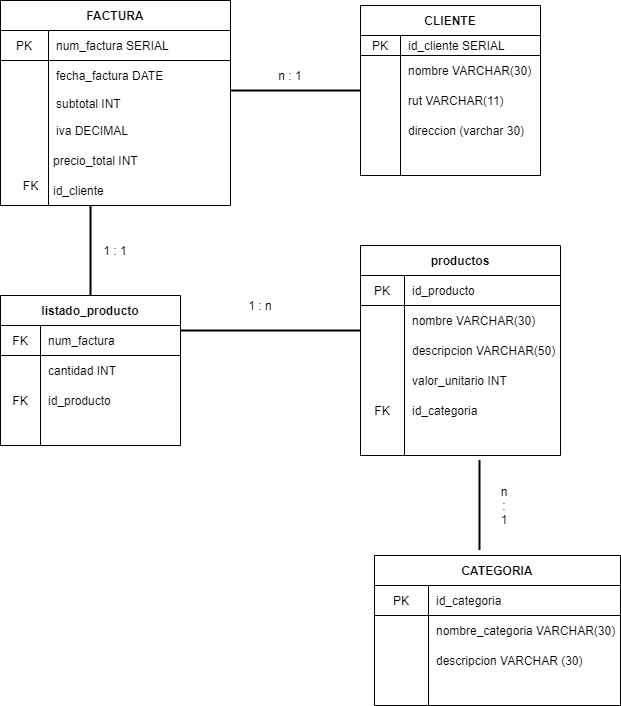 FACTURA
PK num_factura SERIAL
fecha_factura DATE
subtotal INT
iva DECIMAL
precio_total INT
FK id_cliente
n : 1
CLIENTE
PK id_cliente SERIAL
nombre VARCHAR(30)
rut VARCHAR(11)
direccion (varchar 30)
1 : 1
listado_producto
FK num_factura
cantidad INT
FK id_producto
1 : n
productos
PK id_producto
nombre VARCHAR(30)
descripcion VARCHAR(50)
valor_unitario INT
FK id_categoria
n
:
1
CATEGORIA
PK id_categoria
nombre_categoria VARCHAR(30)
descripcion VARCHAR (30)